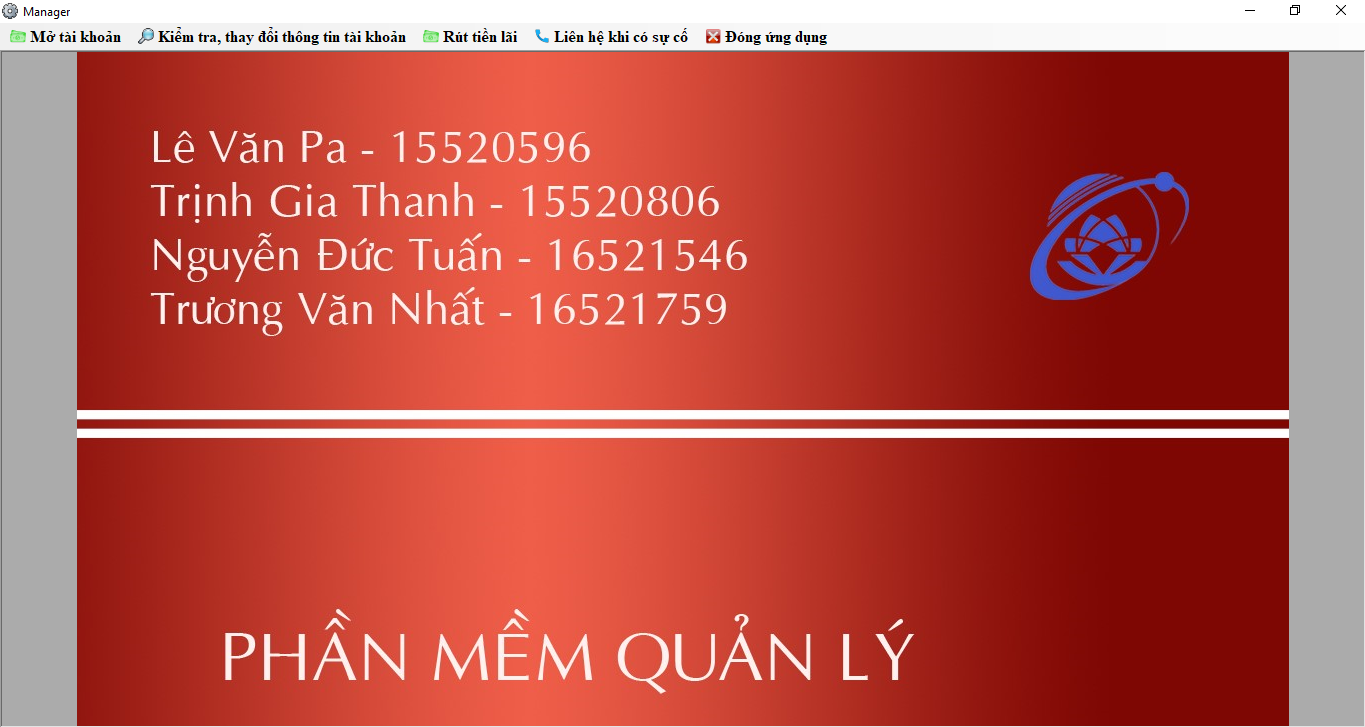 Manager
Mở tài khoản Kiểm tra, thay đổi thông tin tài khoản Rút tiền lãi Liên hệ khi có sự cố Đóng ứng dụng
Lê Văn Pa - 15520596
Trịnh Gia Thanh - 15520806
Nguyễn Đức Tuấn - 16521546
Trương Văn Nhất - 16521759
PHẦN MỀM QUẢN LÝ